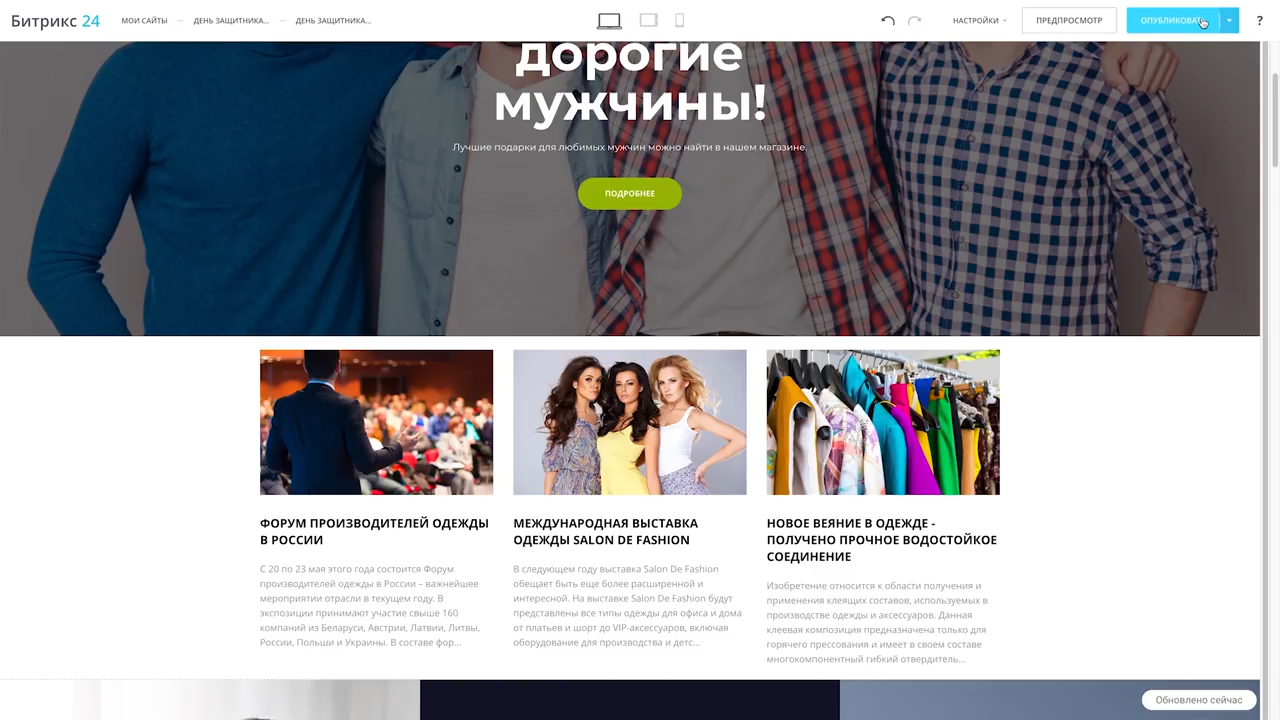 Битрикс 24
МОИ САЙТЫ — ДЕНЬ ЗАЩИТНИКА... — ДЕНЬ ЗАЩИТНИКА...
НАСТРОЙКИ
ПРЕДПРОСМОТР
ОПУБЛИКОВАТЬ
?
дорогие
мужчины!
Лучшие подарки для любимых мужчин можно найти в нашем магазине.
ПОДРОБНЕЕ
ФОРУМ ПРОИЗВОДИТЕЛЕЙ ОДЕЖДЫ
В РОССИИ
С 20 по 23 мая этого года состоится Форум
производителей одежды в России – важнейшее
мероприятии отрасли в текущем году. В
экспозиции принимают участие свыше 160
компаний из Беларуси, Австрии, Латвии, Литвы,
России, Польши и Украины. В составе фор...
МЕЖДУНАРОДНАЯ ВЫСТАВКА
ОДЕЖДЫ SALON DE FASHION
В следующем году выставка Salon De Fashion
обещает быть еще более расширенной и
интересной. На выставке Salon De Fashion будут
представлены все типы одежды для офиса и дома
от платьев и шорт до VIP-аксессуаров, включая
оборудование для производства и детс...
НОВОЕ ВЕЯНИЕ В ОДЕЖДЕ -
ПОЛУЧЕНО ПРОЧНОЕ ВОДОСТОЙКОЕ
СОЕДИНЕНИЕ
Изобретение относится к области получения и
применения клеящих составов, используемых в
производстве одежды и аксессуаров. Данная
клеевая композиция предназначена только для
горячего прессования и имеет в своем составе
многокомпонентный гибкий отвердитель...
Обновлено сейчас